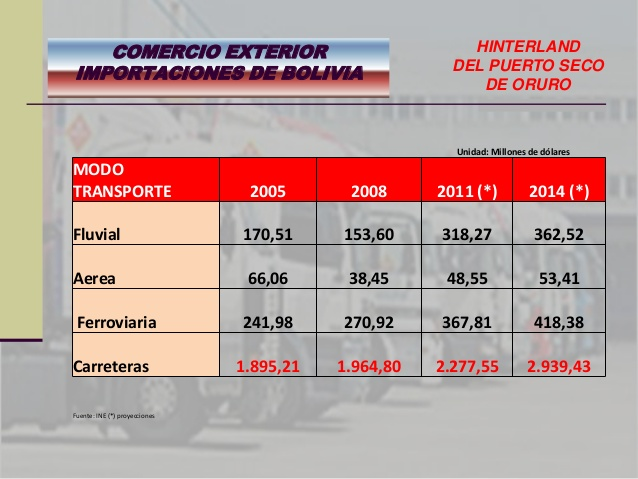 COMERCIO EXTERIOR
IMPORTACIONES DE BOLIVIA
HINTERLAND
DEL PUERTO SECO
DE ORURO
Unidad: Millones de dólares
MODO
TRANSPORTE 2005 2008 2011 (*) 2014 (*)
Fluvial 170,51 153,60 318,27 362,52
Aerea 66,06 38,45 48,55 53,41
Ferroviaria 241,98 270,92 367,81 418,38
Carreteras 1.895,21 1.964,80 2.277,55 2.939,43
Fuente: INE (*) proyecciones